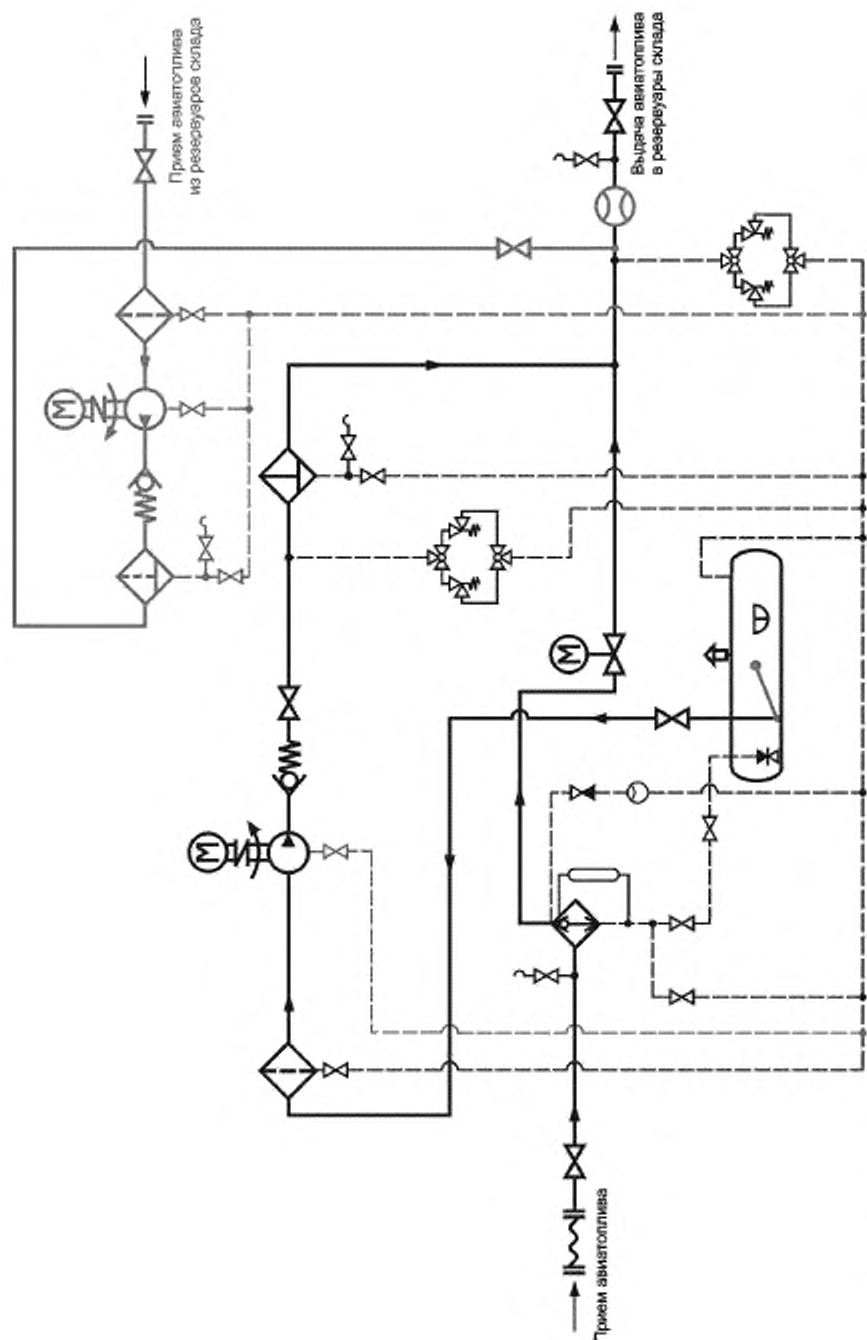 Прием авиатоплива
из резервуаров склада
Выдача авиатоплива
в резервуары склада
M
M
M
Прием авиатоплива